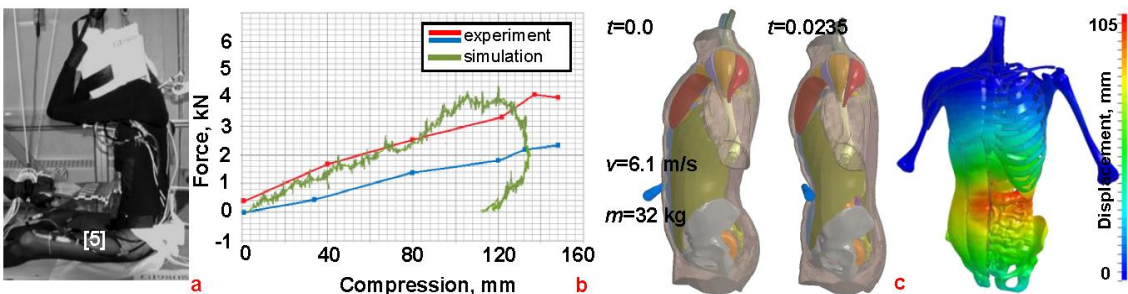 [5]
a
6
5
4
3
2
1
0
-1
Force, kN
experiment
simulation
0 40 80 120 160
Compression, mm
b
t=0.0
t=0.0235
v=6.1 m/s
m=32 kg
c
105
Displacement, mm
0